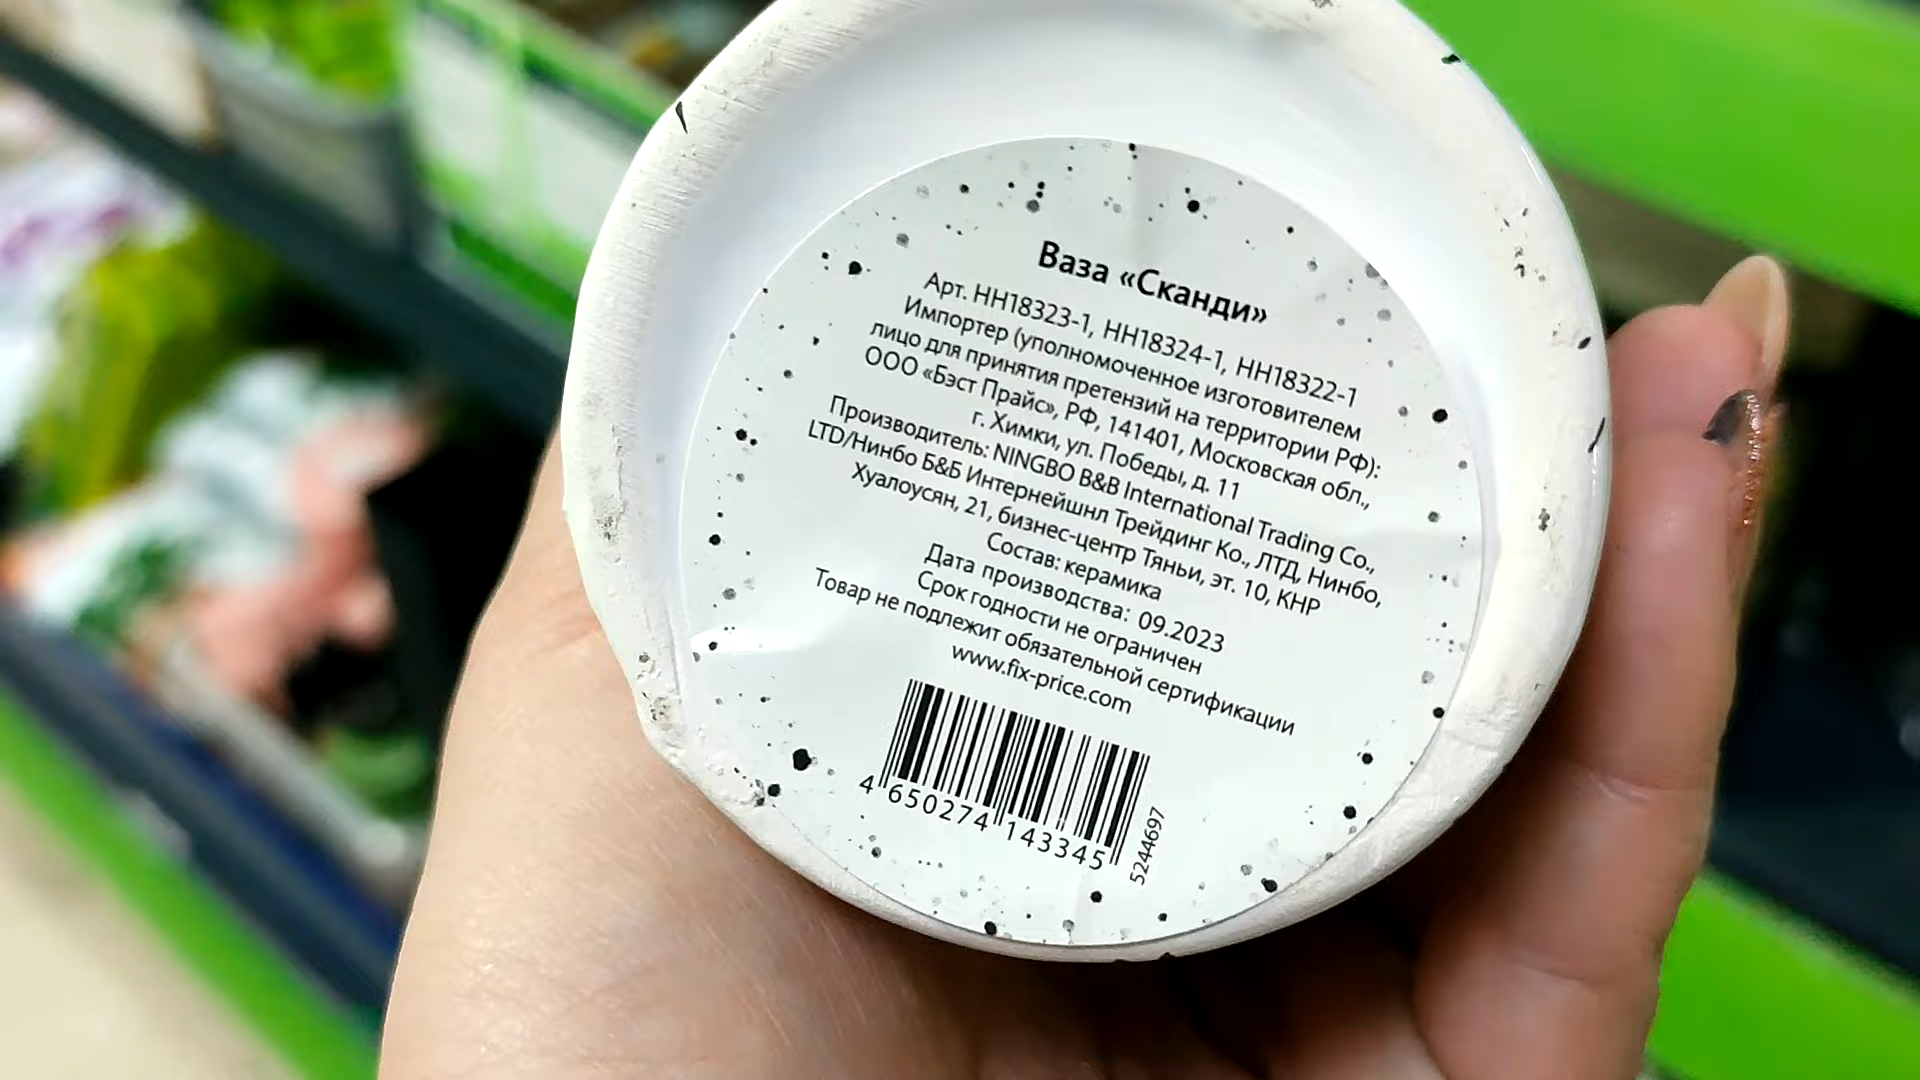 Ваза «Сканди»
Арт. HH18323-1, HH18324-1, HH18322-1
Импортер (уполномоченное изготовителем
лицо для принятия претензий на территории РФ):
ООО «Бэст Прайс», РФ, 141401, Московская обл.,
г. Химки, ул. Победы, д. 11
Производитель: NINGBO B&B International Trading Co.,
LTD/Нинбо Б&Б Интернейшнл Трейдинг Ко., ЛТД, Нинбо,
Хуалоусян, 21, бизнес-центр Тяньи, эт. 10, КНР
Состав: керамика
Дата производства: 09.2023
Срок годности не ограничен
Товар не подлежит обязательной сертификации
www.fix-price.com
4 650274 143345
5244697